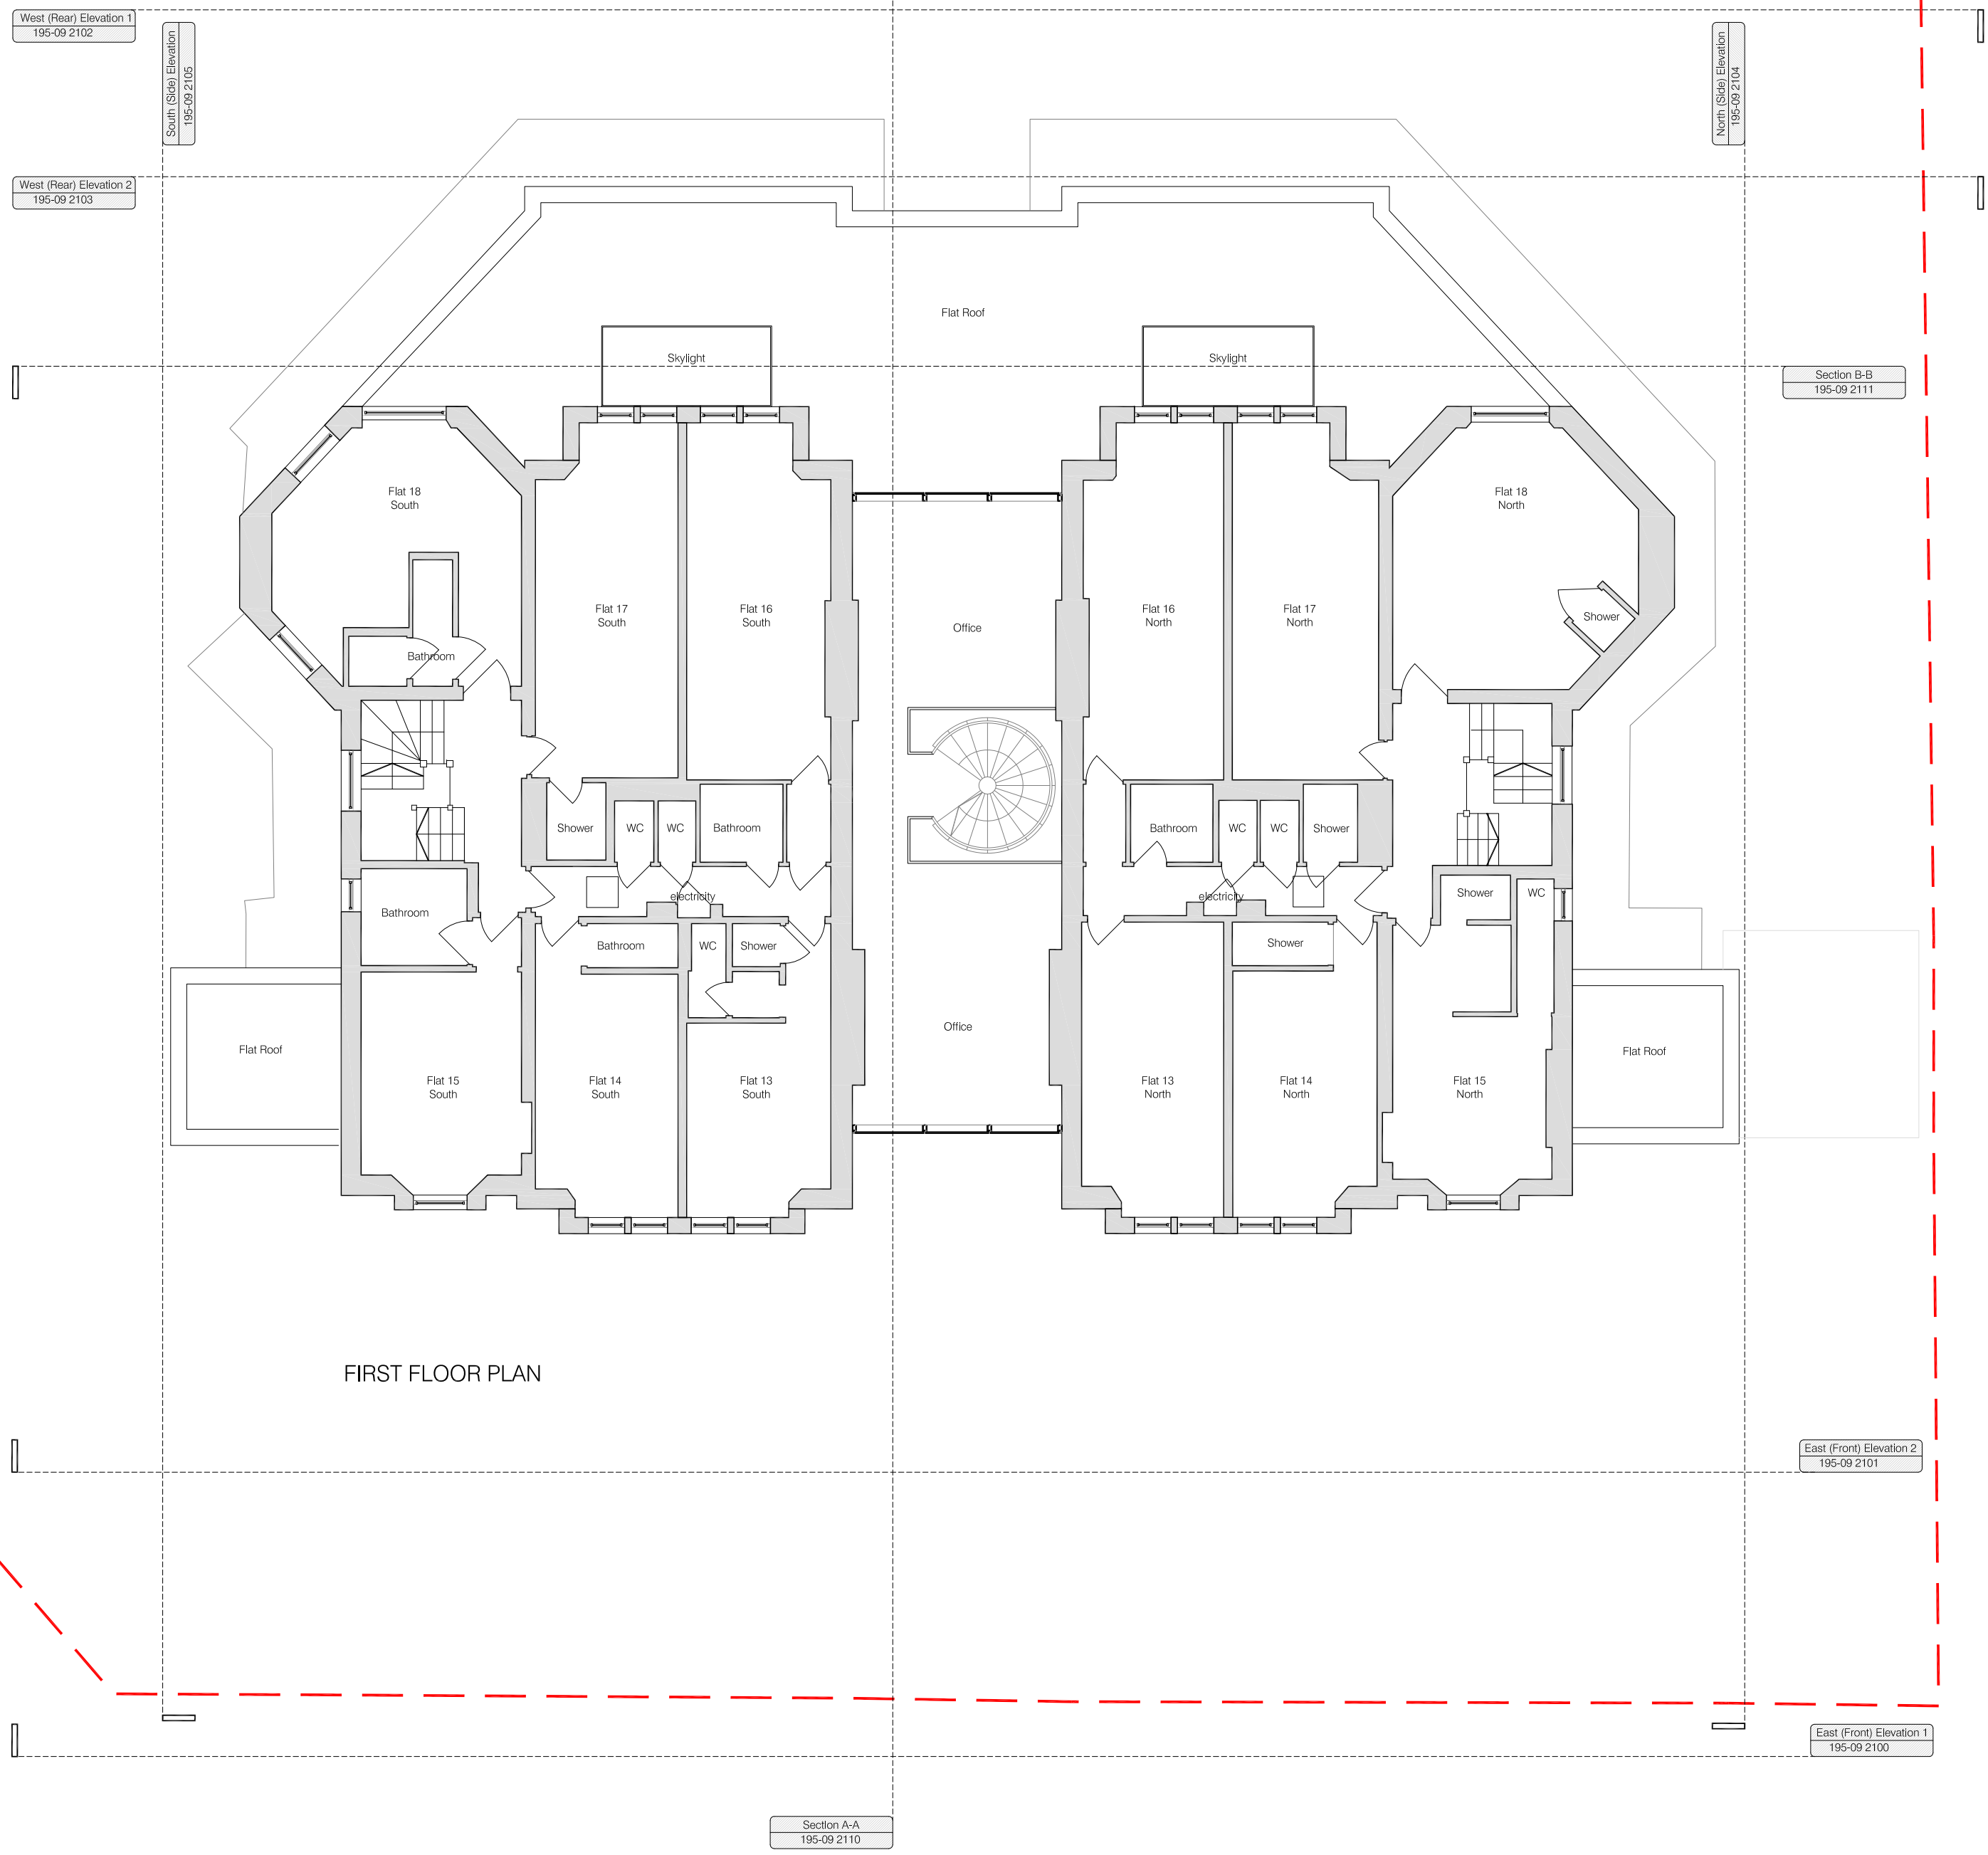 West (Rear) Elevation 1
195-09 2102
South (Side) Elevation
195-09 2105
North (Side) Elevation
195-09 2104
West (Rear) Elevation 2
195-09 2103
Flat Roof
Skylight
Skylight
Section B-B
195-09 2111
Flat 18
South
Flat 18
North
Flat 17
South
Flat 16
South
Office
Flat 16
North
Flat 17
North
Shower
Bathroom
Shower
WC
WC
Bathroom
Bathroom
WC
WC
Shower
electricity
electricity
Shower
WC
Bathroom
Bathroom
WC
Shower
Shower
Office
Flat Roof
Flat Roof
Flat 15
South
Flat 14
South
Flat 13
South
Flat 13
North
Flat 14
North
Flat 15
North
FIRST FLOOR PLAN
East (Front) Elevation 2
195-09 2101
East (Front) Elevation 1
195-09 2100
Section A-A
195-09 2110